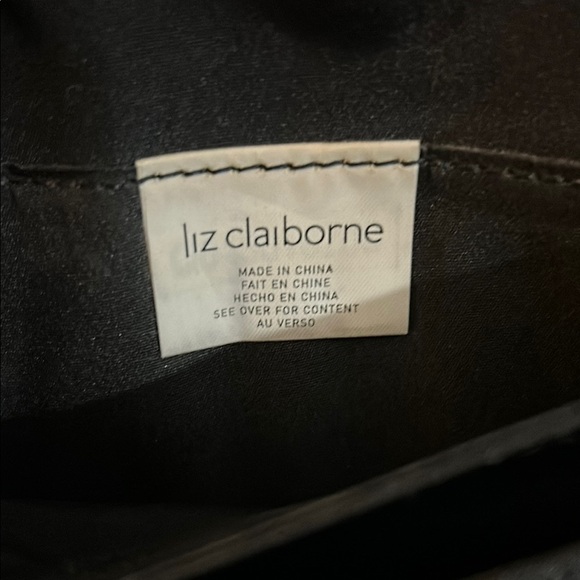 liz claiborne
MADE IN CHINA
FAIT EN CHINE
HECHO EN CHINA
SEE OVER FOR CONTENT
AU VERSO